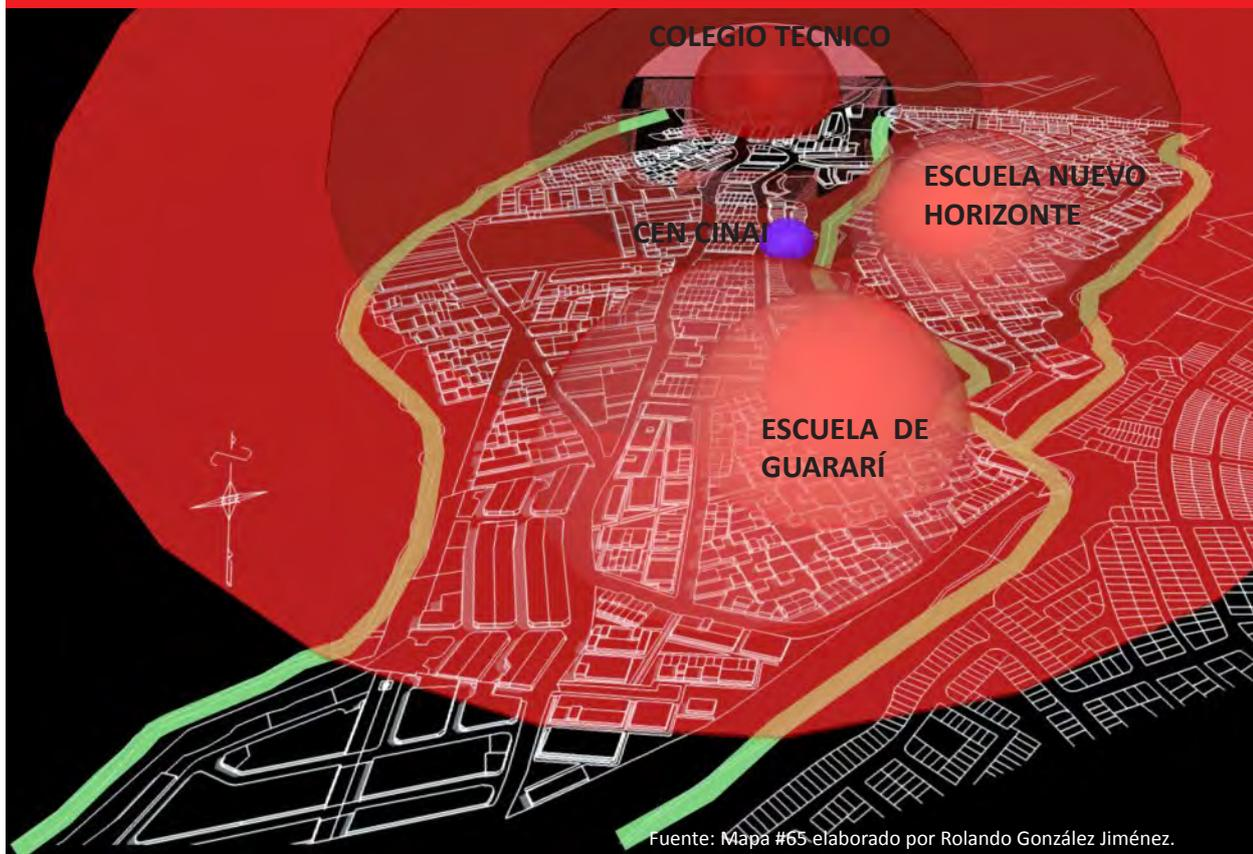 COLEGIO TECNICO
ESCUELA NUEVO
HORIZONTE
CEN CINAI
ESCUELA DE
GUARARÍ
Fuente: Mapa #65 elaborado por Rolando González Jiménez.